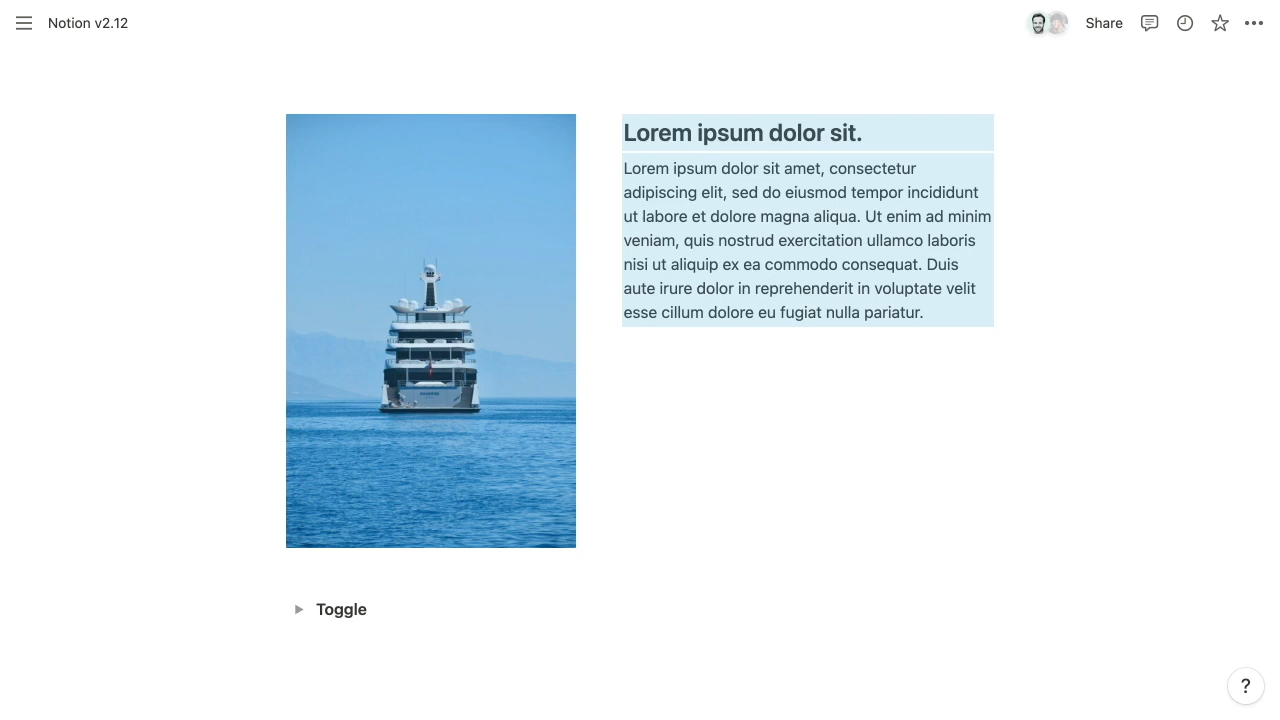 Notion v2.12
Share
Lorem ipsum dolor sit.
Lorem ipsum dolor sit amet, consectetur
adipiscing elit, sed do eiusmod tempor incididunt
ut labore et dolore magna aliqua. Ut enim ad minim
veniam, quis nostrud exercitation ullamco laboris
nisi ut aliquip ex ea commodo consequat. Duis
aute irure dolor in reprehenderit in voluptate velit
esse cillum dolore eu fugiat nulla pariatur.
Toggle
?